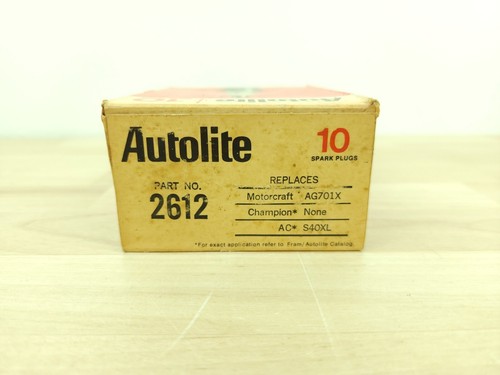 Autolite
10
SPARK PLUGS
PART NO.
2612
REPLACES
Motorcraft AG701X
Champion* None
AC* S40XL
*For exact application refer to Fram/Autolite Catalog.